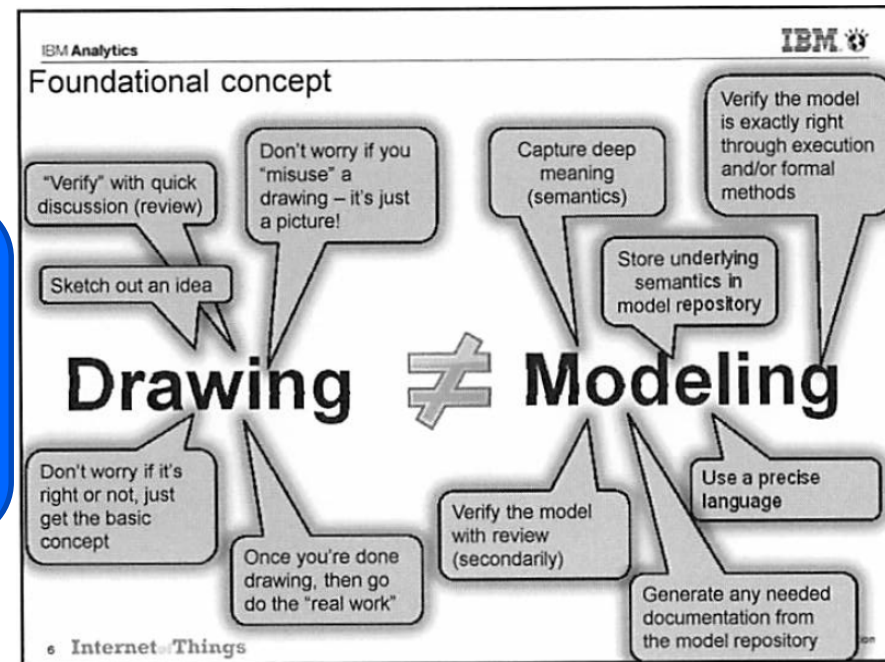 IBM Analytics
IBM
Foundational concept
"Verify" with quick
discussion (review)
Don't worry if you
"misuse" a
drawing – it's just
a picture!
Sketch out an idea
Capture deep
meaning
(semantics)
Verify the model
is exactly right
through execution
and/or formal
methods
Store underlying
semantics in
model repository
Drawing ≠ Modeling
Don't worry if it's
right or not, just
get the basic
concept
Once you're done
drawing, then go
do the "real work"
Verify the model
with review
(secondarily)
Use a precise
language
Generate any needed
documentation from
the model repository
6 Internet of Things